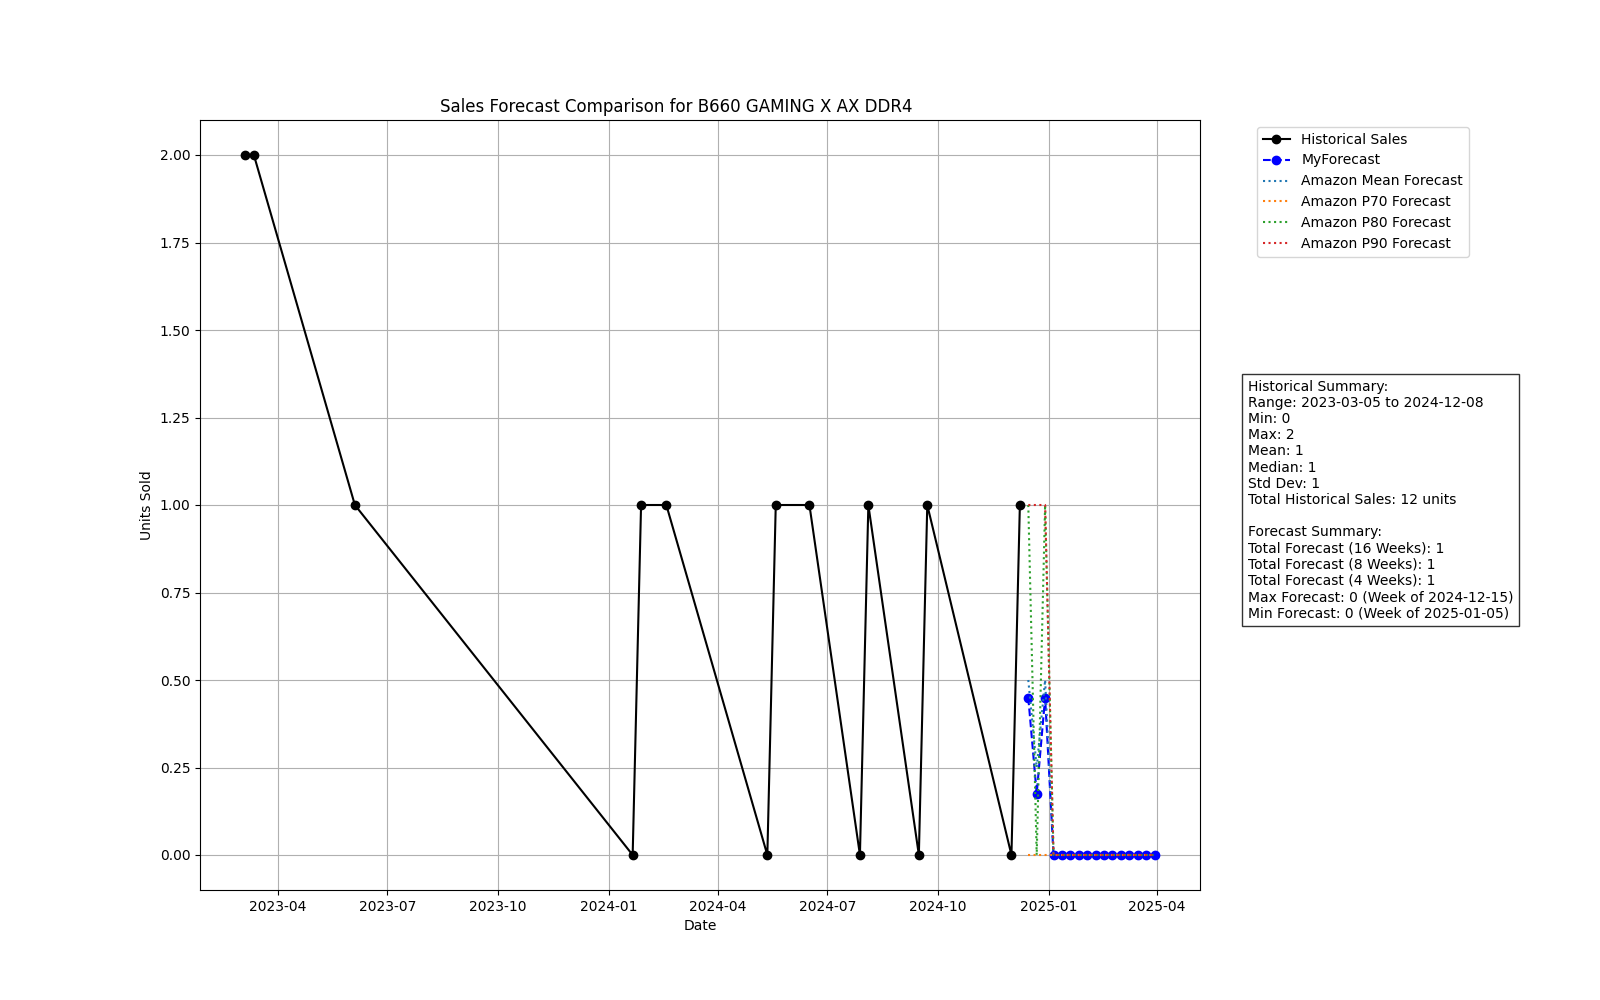 Sales Forecast Comparison for B660 GAMING X AX DDR4
Historical Sales
MyForecast
Amazon Mean Forecast
Amazon P70 Forecast
Amazon P80 Forecast
Amazon P90 Forecast
2.00
1.75
1.50
1.25
1.00
0.75
0.50
0.25
0.00
Units Sold
2023-04
2023-07
2023-10
2024-01
2024-04
2024-07
2024-10
2025-01
2025-04
Date
Historical Summary:
Range: 2023-03-05 to 2024-12-08
Min: 0
Max: 2
Mean: 1
Median: 1
Std Dev: 1
Total Historical Sales: 12 units
Forecast Summary:
Total Forecast (16 Weeks): 1
Total Forecast (8 Weeks): 1
Total Forecast (4 Weeks): 1
Max Forecast: 0 (Week of 2024-12-15)
Min Forecast: 0 (Week of 2025-01-05)